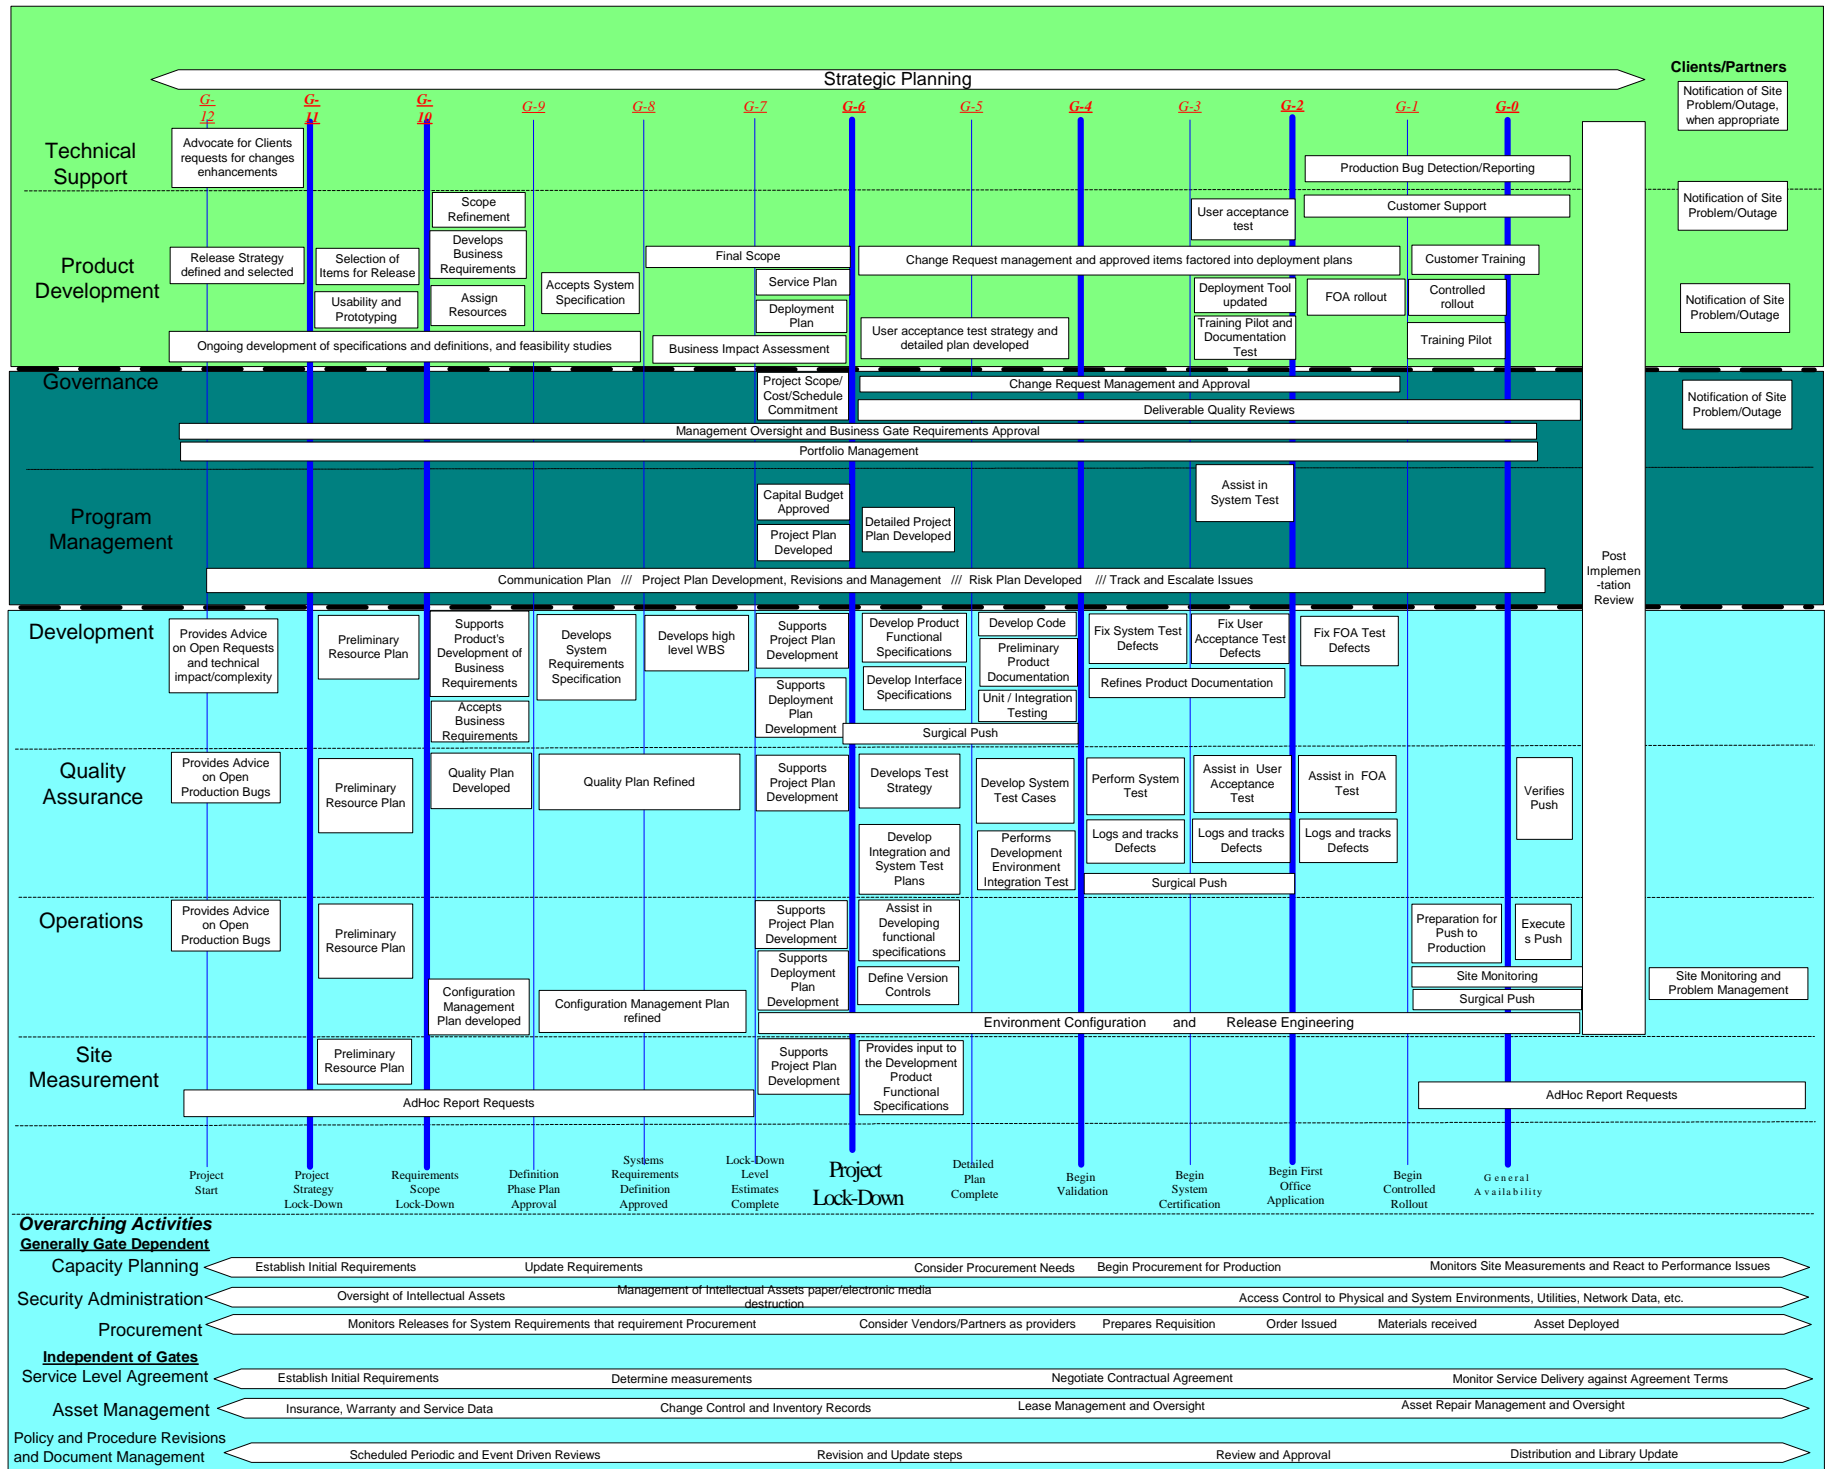 Strategic Planning
Clients/Partners
G-
12
G-
11
G-
10
G-9
G-8
G-7
G-6
G-5
G-4
G-3
G-2
G-1
G-0
Notification of Site
Problem/Outage,
when appropriate
Technical
Support
Advocate for Clients
requests for changes
enhancements
Production Bug Detection/Reporting
Customer Support
Notification of Site
Problem/Outage
Product
Development
Release Strategy
defined and selected
Selection of
Items for Release
Usability and
Prototyping
Scope
Refinement
Develops
Business
Requirements
Assign
Resources
Accepts System
Specification
Final Scope
Service Plan
Deployment
Plan
Change Request management and approved items factored into deployment plans
User acceptance
test
Deployment Tool
updated
Training Pilot and
Documentation
Test
FOA rollout
Customer Training
Controlled
rollout
Training Pilot
Ongoing development of specifications and definitions, and feasibility studies
Business Impact Assessment
User acceptance test strategy and
detailed plan developed
Notification of Site
Problem/Outage
Governance
Project Scope/
Cost/Schedule
Commitment
Change Request Management and Approval
Deliverable Quality Reviews
Management Oversight and Business Gate Requirements Approval
Portfolio Management
Notification of Site
Problem/Outage
Program
Management
Capital Budget
Approved
Project Plan
Developed
Detailed Project
Plan Developed
Assist in
System Test
Communication Plan /// Project Plan Development, Revisions and Management /// Risk Plan Developed /// Track and Escalate Issues
Post
Implemen
-tation
Review
Development
Provides Advice
on Open Requests
and technical
impact/complexity
Preliminary
Resource Plan
Supports
Product's
Development of
Business
Requirements
Accepts
Business
Requirements
Develops
System
Requirements
Specification
Develops high
level WBS
Supports
Project Plan
Development
Supports
Deployment
Plan
Development
Develop Product
Functional
Specifications
Develop Interface
Specifications
Surgical Push
Develop Code
Preliminary
Product
Documentation
Unit / Integration
Testing
Fix System Test
Defects
Fix User
Acceptance Test
Defects
Refines Product Documentation
Fix FOA Test
Defects
Quality
Assurance
Provides Advice
on Open
Production Bugs
Preliminary
Resource Plan
Quality Plan
Developed
Quality Plan Refined
Supports
Project Plan
Development
Develops Test
Strategy
Develop
Integration and
System Test
Plans
Develop System
Test Cases
Performs
Development
Environment
Integration Test
Perform System
Test
Logs and tracks
Defects
Assist in User
Acceptance
Test
Logs and tracks
Defects
Surgical Push
Assist in FOA
Test
Logs and tracks
Defects
Verifies
Push
Operations
Provides Advice
on Open
Production Bugs
Preliminary
Resource Plan
Configuration
Management
Plan developed
Configuration Management Plan
refined
Supports
Project Plan
Development
Supports
Deployment
Plan
Development
Assist in
Developing
functional
specifications
Define Version
Controls
Preparation for
Push to
Production
Execute
s Push
Site Monitoring
Surgical Push
Site Monitoring and
Problem Management
Environment Configuration and Release Engineering
Site
Measurement
Preliminary
Resource Plan
Supports
Project Plan
Development
Provides input to
the Development
Product
Functional
Specifications
AdHoc Report Requests
AdHoc Report Requests
Project
Start
Project
Strategy
Lock-Down
Requirements
Scope
Lock-Down
Definition
Phase Plan
Approval
Systems
Requirements
Definition
Approved
Lock-Down
Level
Estimates
Complete
Project
Lock-Down
Detailed
Plan
Complete
Begin
Validation
Begin
System
Certification
Begin First
Office
Application
Begin
Controlled
Rollout
General
Availability
Overarching Activities
Generally Gate Dependent
Capacity Planning
Establish Initial Requirements
Update Requirements
Consider Procurement Needs
Begin Procurement for Production
Monitors Site Measurements and React to Performance Issues
Security Administration
Oversight of Intellectual Assets
Management of Intellectual Assets paper/electronic media
destruction
Access Control to Physical and System Environments, Utilities, Network Data, etc.
Procurement
Monitors Releases for System Requirements that requirement Procurement
Consider Vendors/Partners as providers
Prepares Requisition
Order Issued
Materials received
Asset Deployed
Independent of Gates
Service Level Agreement
Establish Initial Requirements
Determine measurements
Negotiate Contractual Agreement
Monitor Service Delivery against Agreement Terms
Asset Management
Insurance, Warranty and Service Data
Change Control and Inventory Records
Lease Management and Oversight
Asset Repair Management and Oversight
Policy and Procedure Revisions
and Document Management
Scheduled Periodic and Event Driven Reviews
Revision and Update steps
Review and Approval
Distribution and Library Update